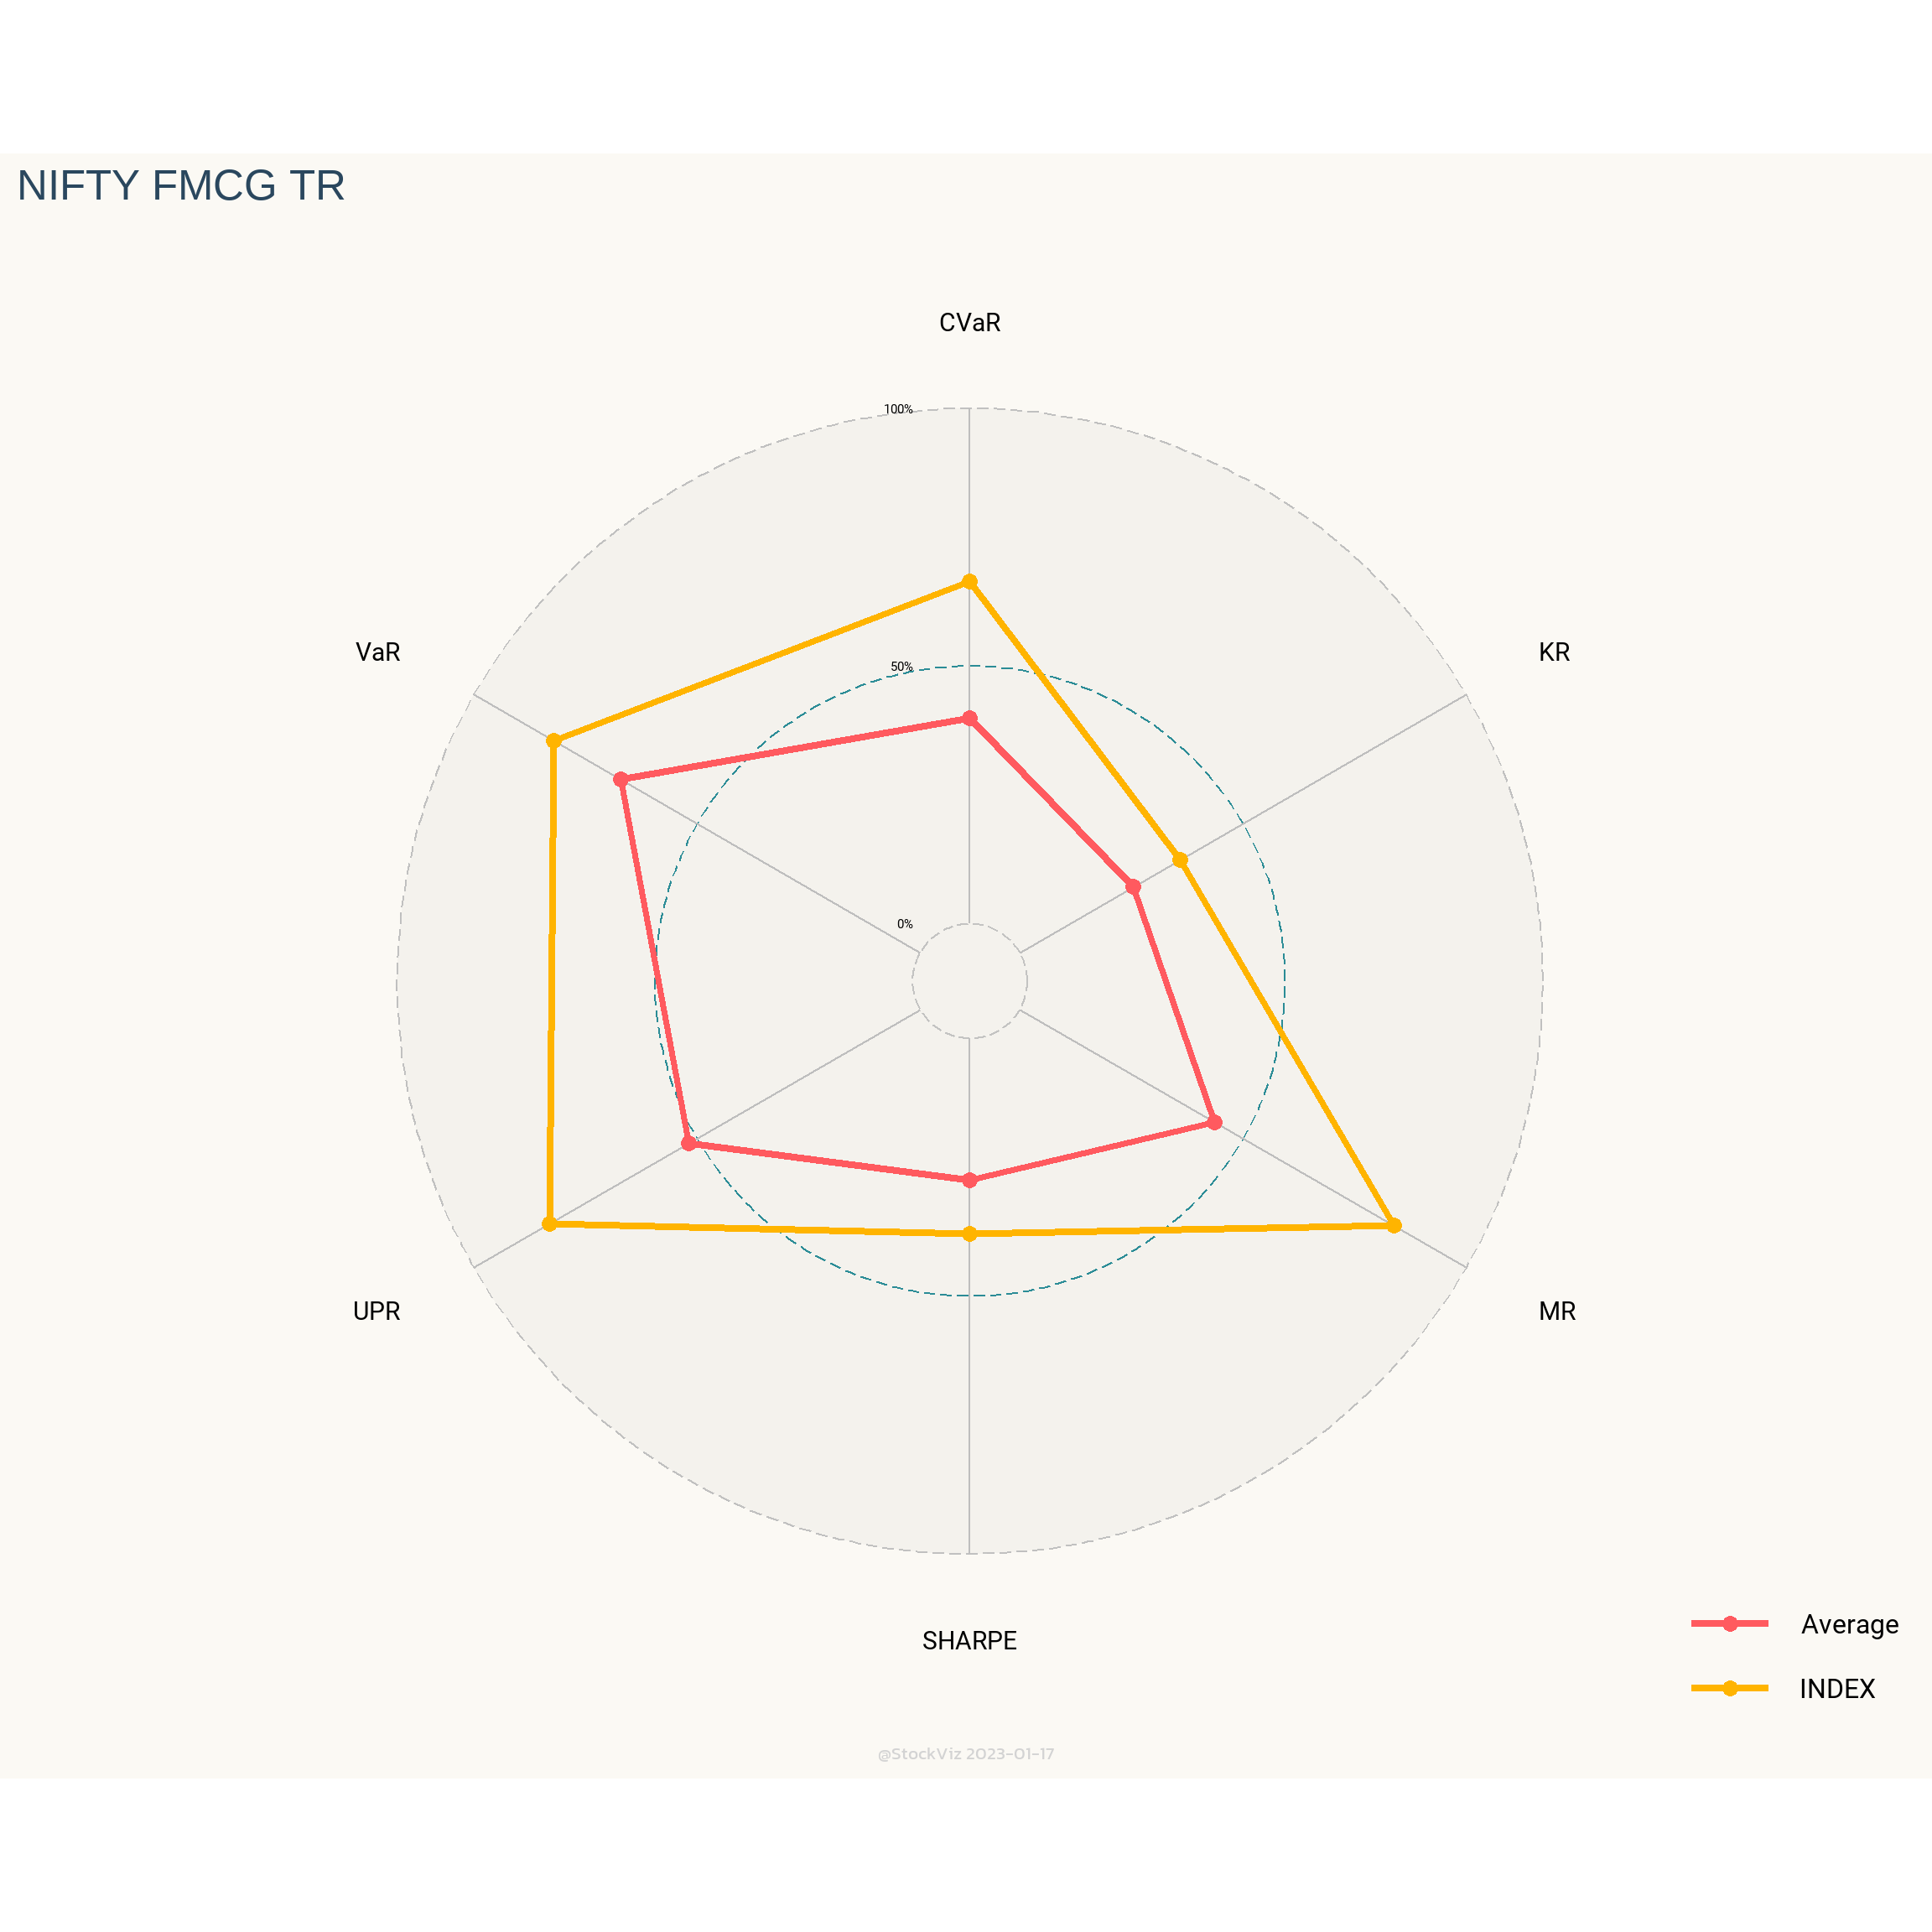 NIFTY FMCG TR
CVaR
100%
VaR
KR
50%
0%
UPR
MR
SHARPE
Average
INDEX
@StockViz 2023-01-17